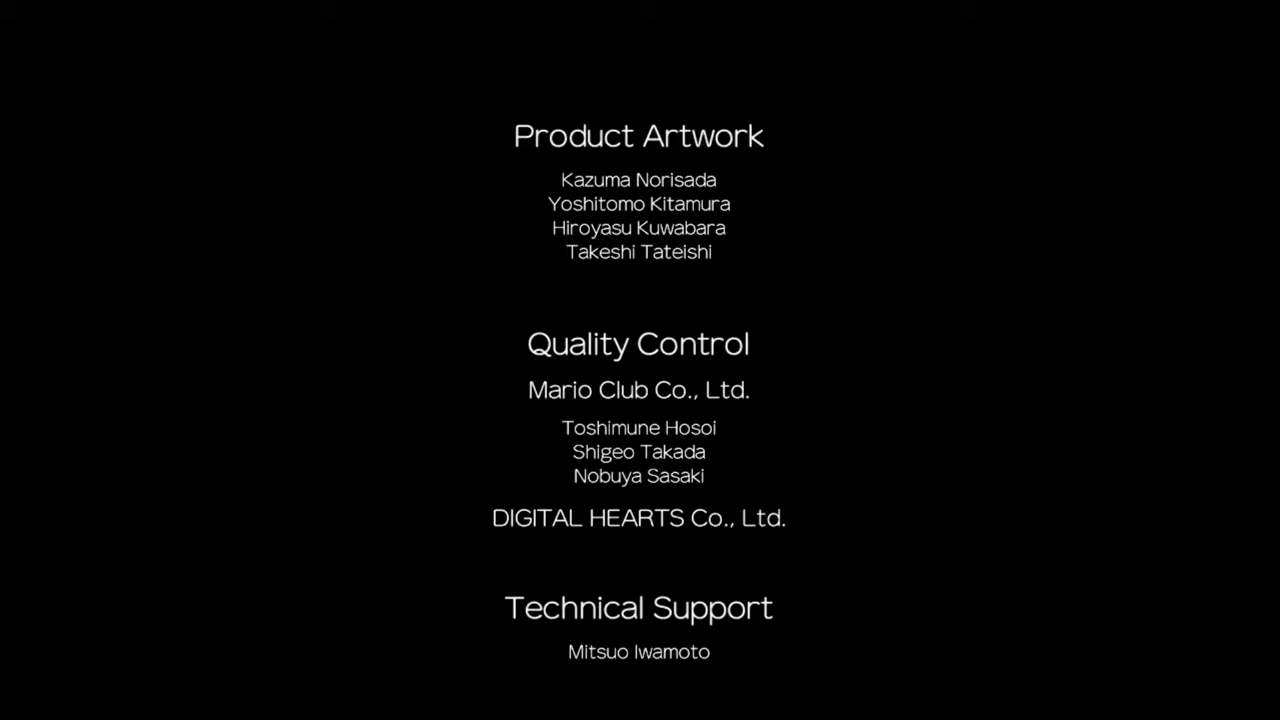 Product Artwork
Kazuma Norisada
Yoshitomo Kitamura
Hiroyasu Kuwabara
Takeshi Tateishi
Quality Control
Mario Club Co., Ltd.
Toshimune Hosoi
Shigeo Takada
Nobuya Sasaki
DIGITAL HEARTS Co., Ltd.
Technical Support
Mitsuo Iwamoto